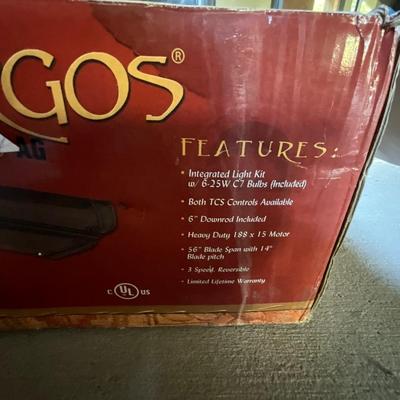 RGOS®
AG
FEATURES:
• Integrated Light Kit
w/ 6-25W C7 Bulbs (Included)
• Both TCS Controls Available
• 6" Downrod Included
• Heavy Duty 188 x 15 Motor
• 56" Blade Span with 14°
Blade pitch
• 3 Speed, Reversible
• Limited Lifetime Warranty
C UL US